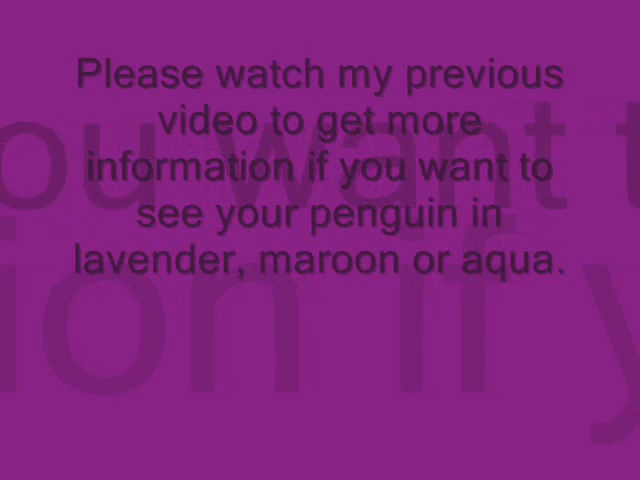 Please watch my previous
video to get more
information if you want to
see your penguin in
lavender, maroon or aqua.